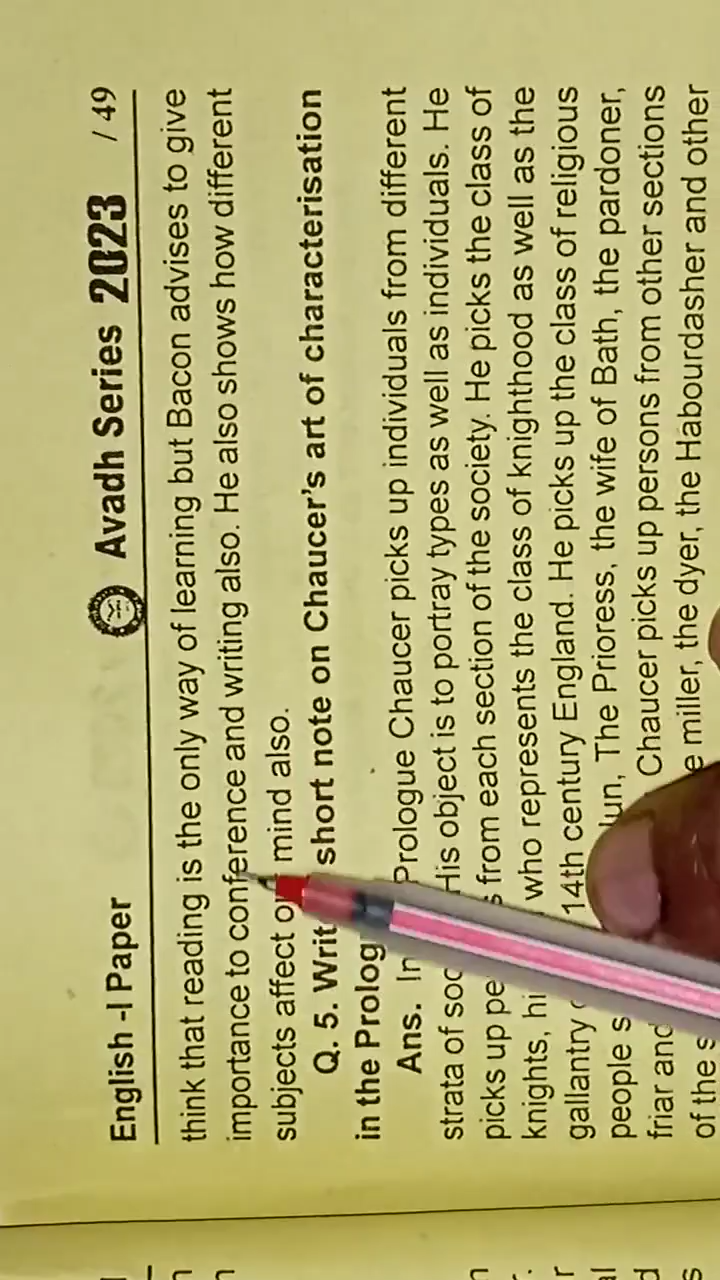 English -I Paper Avadh Series 2023 / 49
think that reading is the only way of learning but Bacon advises to give
importance to conference and writing also. He also shows how different
subjects affect mind also.
Q. 5. Writ short note on Chaucer's art of characterisation
in the Prolog
Ans. In Prologue Chaucer picks up individuals from different
strata of soc His object is to portray types as well as individuals. He
picks up pe from each section of the society. He picks the class of
knights, hi who represents the class of knighthood as well as the
gallantry 14th century England. He picks up the class of religious
people s The Prioress, the wife of Bath, the pardoner,
friar and Chaucer picks up persons from other sections
of the s miller, the dyer, the Habourdasher and other